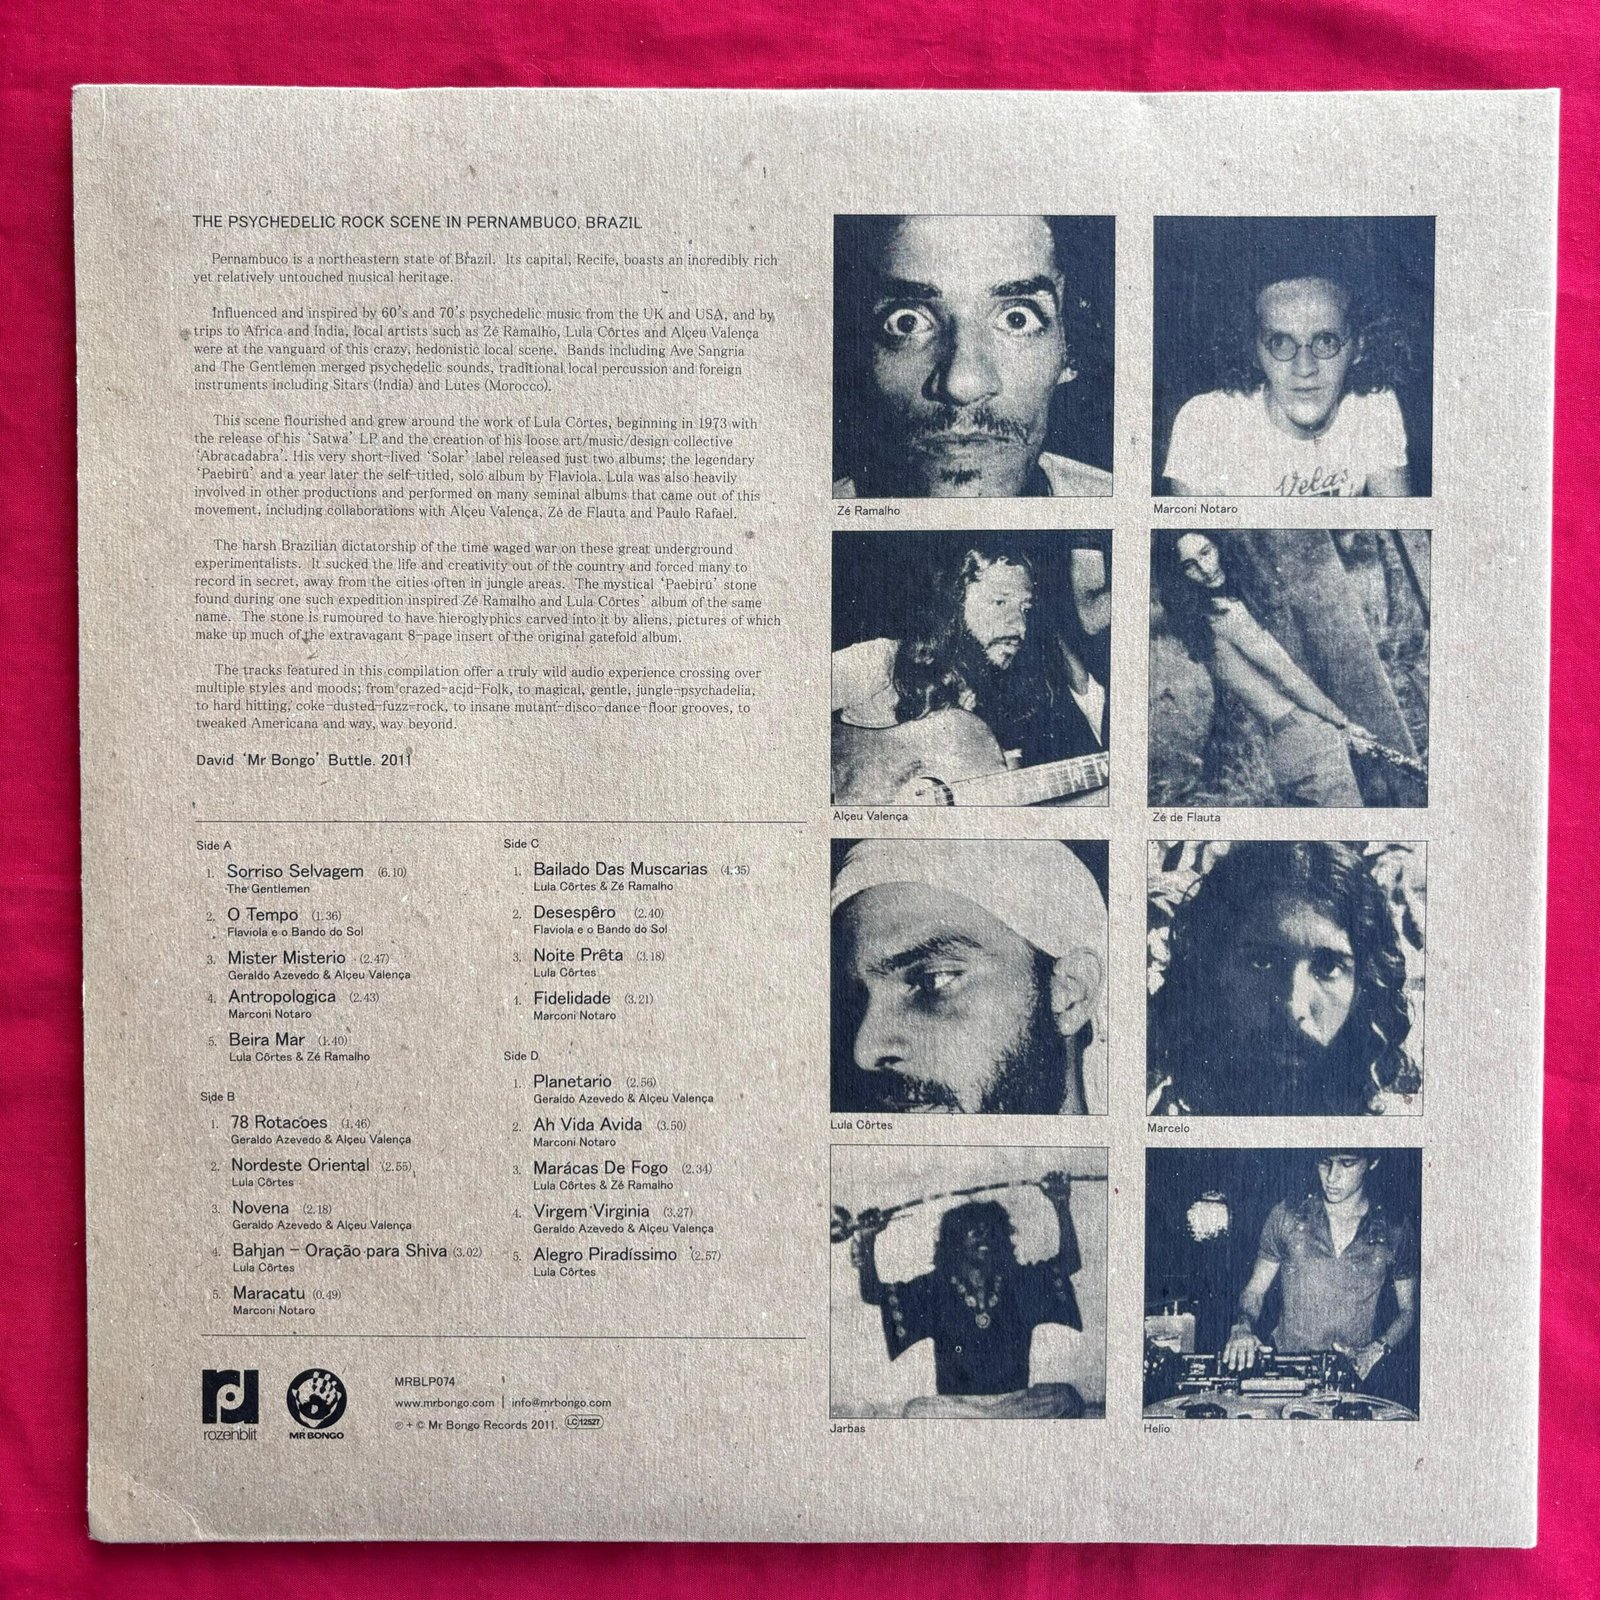 THE PSYCHEDELIC ROCK SCENE IN PERNAMBUCO, BRAZIL
Pernambuco is a northeastern state of Brazil. Its capital, Recife, boasts an incredibly rich
yet relatively untouched musical heritage.
Influenced and inspired by 60's and 70's psychedelic music from the UK and USA, and by
trips to Africa and India, local artists such as Zé Ramalho, Lula Côrtes and Alçeu Valença
were at the vanguard of this crazy, hedonistic local scene. Bands including Ave Sangria
and The Gentlemen merged psychedelic sounds, traditional local percussion and foreign
instruments including Sitars (India) and Lutes (Morocco).
This scene flourished and grew around the work of Lula Côrtes, beginning in 1973 with
the release of his 'Satwa' LP and the creation of his loose art/music/design collective
'Abracadabra'. His very short-lived 'Solar' label released just two albums; the legendary
'Paebirú' and a year later the self-titled, solo album by Flaviola. Lula was also heavily
involved in other productions and performed on many seminal albums that came out of this
movement, including collaborations with Alçeu Valença, Zé de Flauta and Paulo Rafael.
The harsh Brazilian dictatorship of the time waged war on these great underground
experimentalists. It sucked the life and creativity out of the country and forced many to
record in secret, away from the cities often in jungle areas. The mystical 'Paebirú' stone
found during one such expedition inspired Zé Ramalho and Lula Côrtes' album of the same
name. The stone is rumoured to have hieroglyphics carved into it by aliens, pictures of which
make up much of the extravagant 8-page insert of the original gatefold album.
The tracks featured in this compilation offer a truly wild audio experience crossing over
multiple styles and moods; from crazed-acid-Folk, to magical, gentle, jungle-psychadelia,
to hard hitting, coke-dusted-fuzz-rock, to insane mutant-disco-dance-floor grooves, to
tweaked Americana and way, way beyond.
David 'Mr Bongo' Buttle. 2011
Side A
1. Sorriso Selvagem (6.10)
The Gentlemen
2. O Tempo (1.36)
Flaviola e o Bando do Sol
3. Mister Misterio (2.47)
Geraldo Azevedo & Alçeu Valença
4. Antropologica (2.43)
Marconi Notaro
5. Beira Mar (1.40)
Lula Côrtes & Zé Ramalho
Side B
1. 78 Rotacoes (1.46)
Geraldo Azevedo & Alçeu Valença
2. Nordeste Oriental (2.55)
Lula Côrtes
3. Novena (2.18)
Geraldo Azevedo & Alçeu Valença
4. Bahjan – Oração para Shiva (3.02)
Lula Côrtes
5. Maracatu (0.49)
Marconi Notaro
Side C
1. Bailado Das Muscarias (4.35)
Lula Côrtes & Zé Ramalho
2. Desespêro (2.40)
Flaviola e o Bando do Sol
3. Noite Prêta (3.18)
Lula Côrtes
4. Fidelidade (3.21)
Marconi Notaro
Side D
1. Planetario (2.56)
Geraldo Azevedo & Alçeu Valença
2. Ah Vida Avida (3.50)
Marconi Notaro
3. Marácas De Fogo (2.34)
Lula Côrtes & Zé Ramalho
4. Virgem Virginia (3.27)
Geraldo Azevedo & Alçeu Valença
5. Alegro Piradíssimo (2.57)
Lula Côrtes
rozenblit
MR BONGO
MRBLP074
www.mrbongo.com | info@mrbongo.com
℗ + © Mr Bongo Records 2011. LC 12527
Velas
Zé Ramalho
Marconi Notaro
Alçeu Valença
Zé de Flauta
Lula Côrtes
Marcelo
Jarbas
Helio